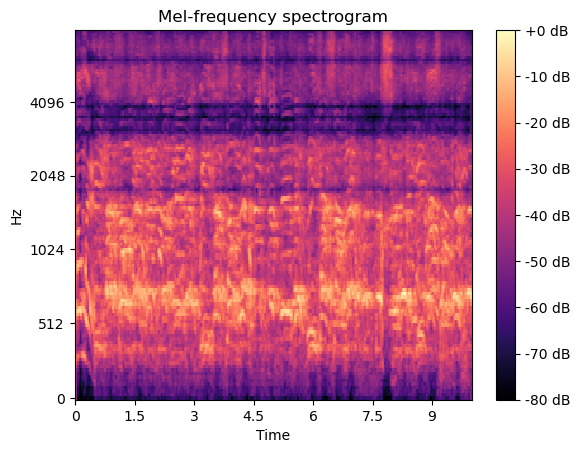 Mel-frequency spectrogram
Hz
4096
2048
1024
512
0
0 1.5 3 4.5 6 7.5 9
Time
+0 dB
-10 dB
-20 dB
-30 dB
-40 dB
-50 dB
-60 dB
-70 dB
-80 dB